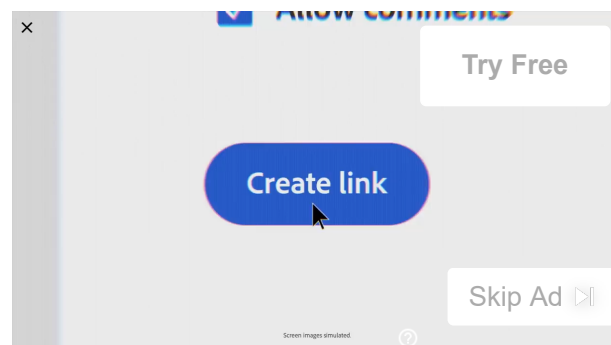 Allow comments
Try Free
Create link
Skip Ad
Screen images simulated
?